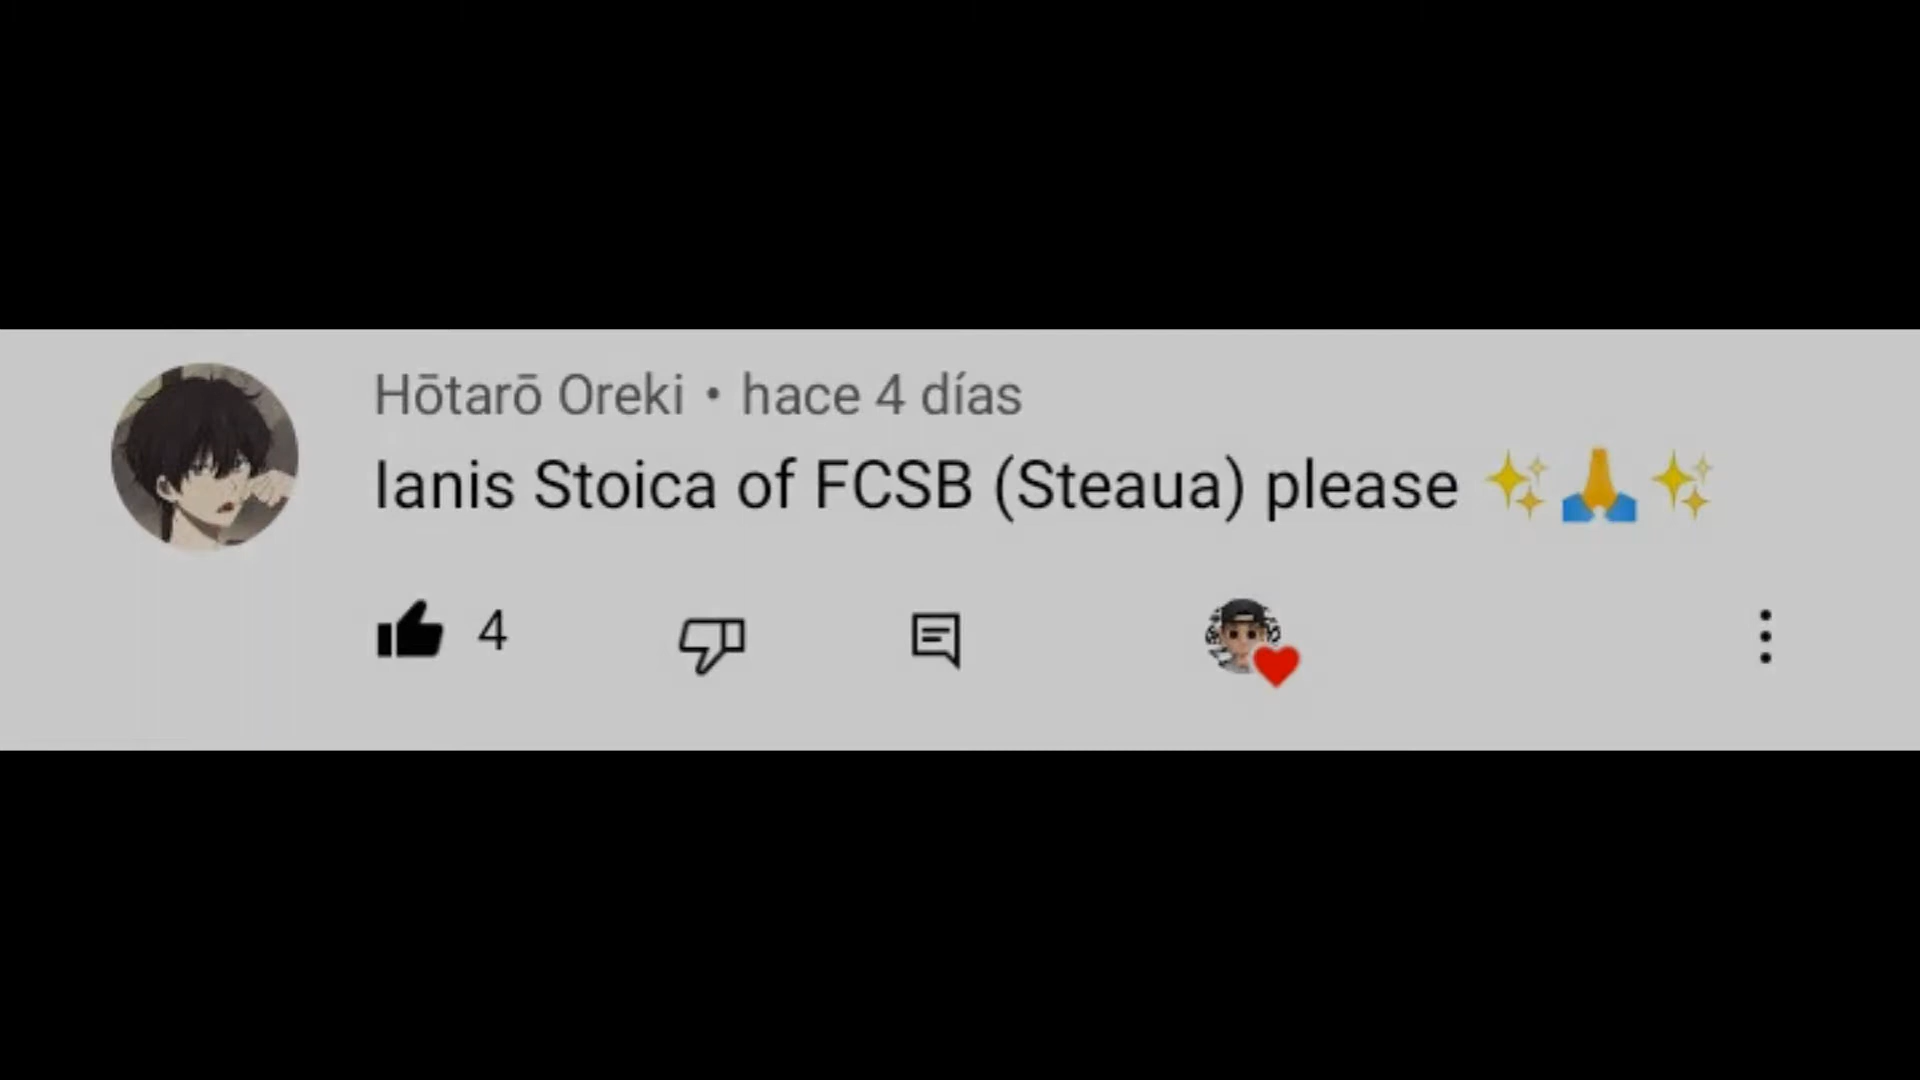 Hōtarō Oreki • hace 4 días
Ianis Stoica of FCSB (Steaua) please ✨🙏✨
4